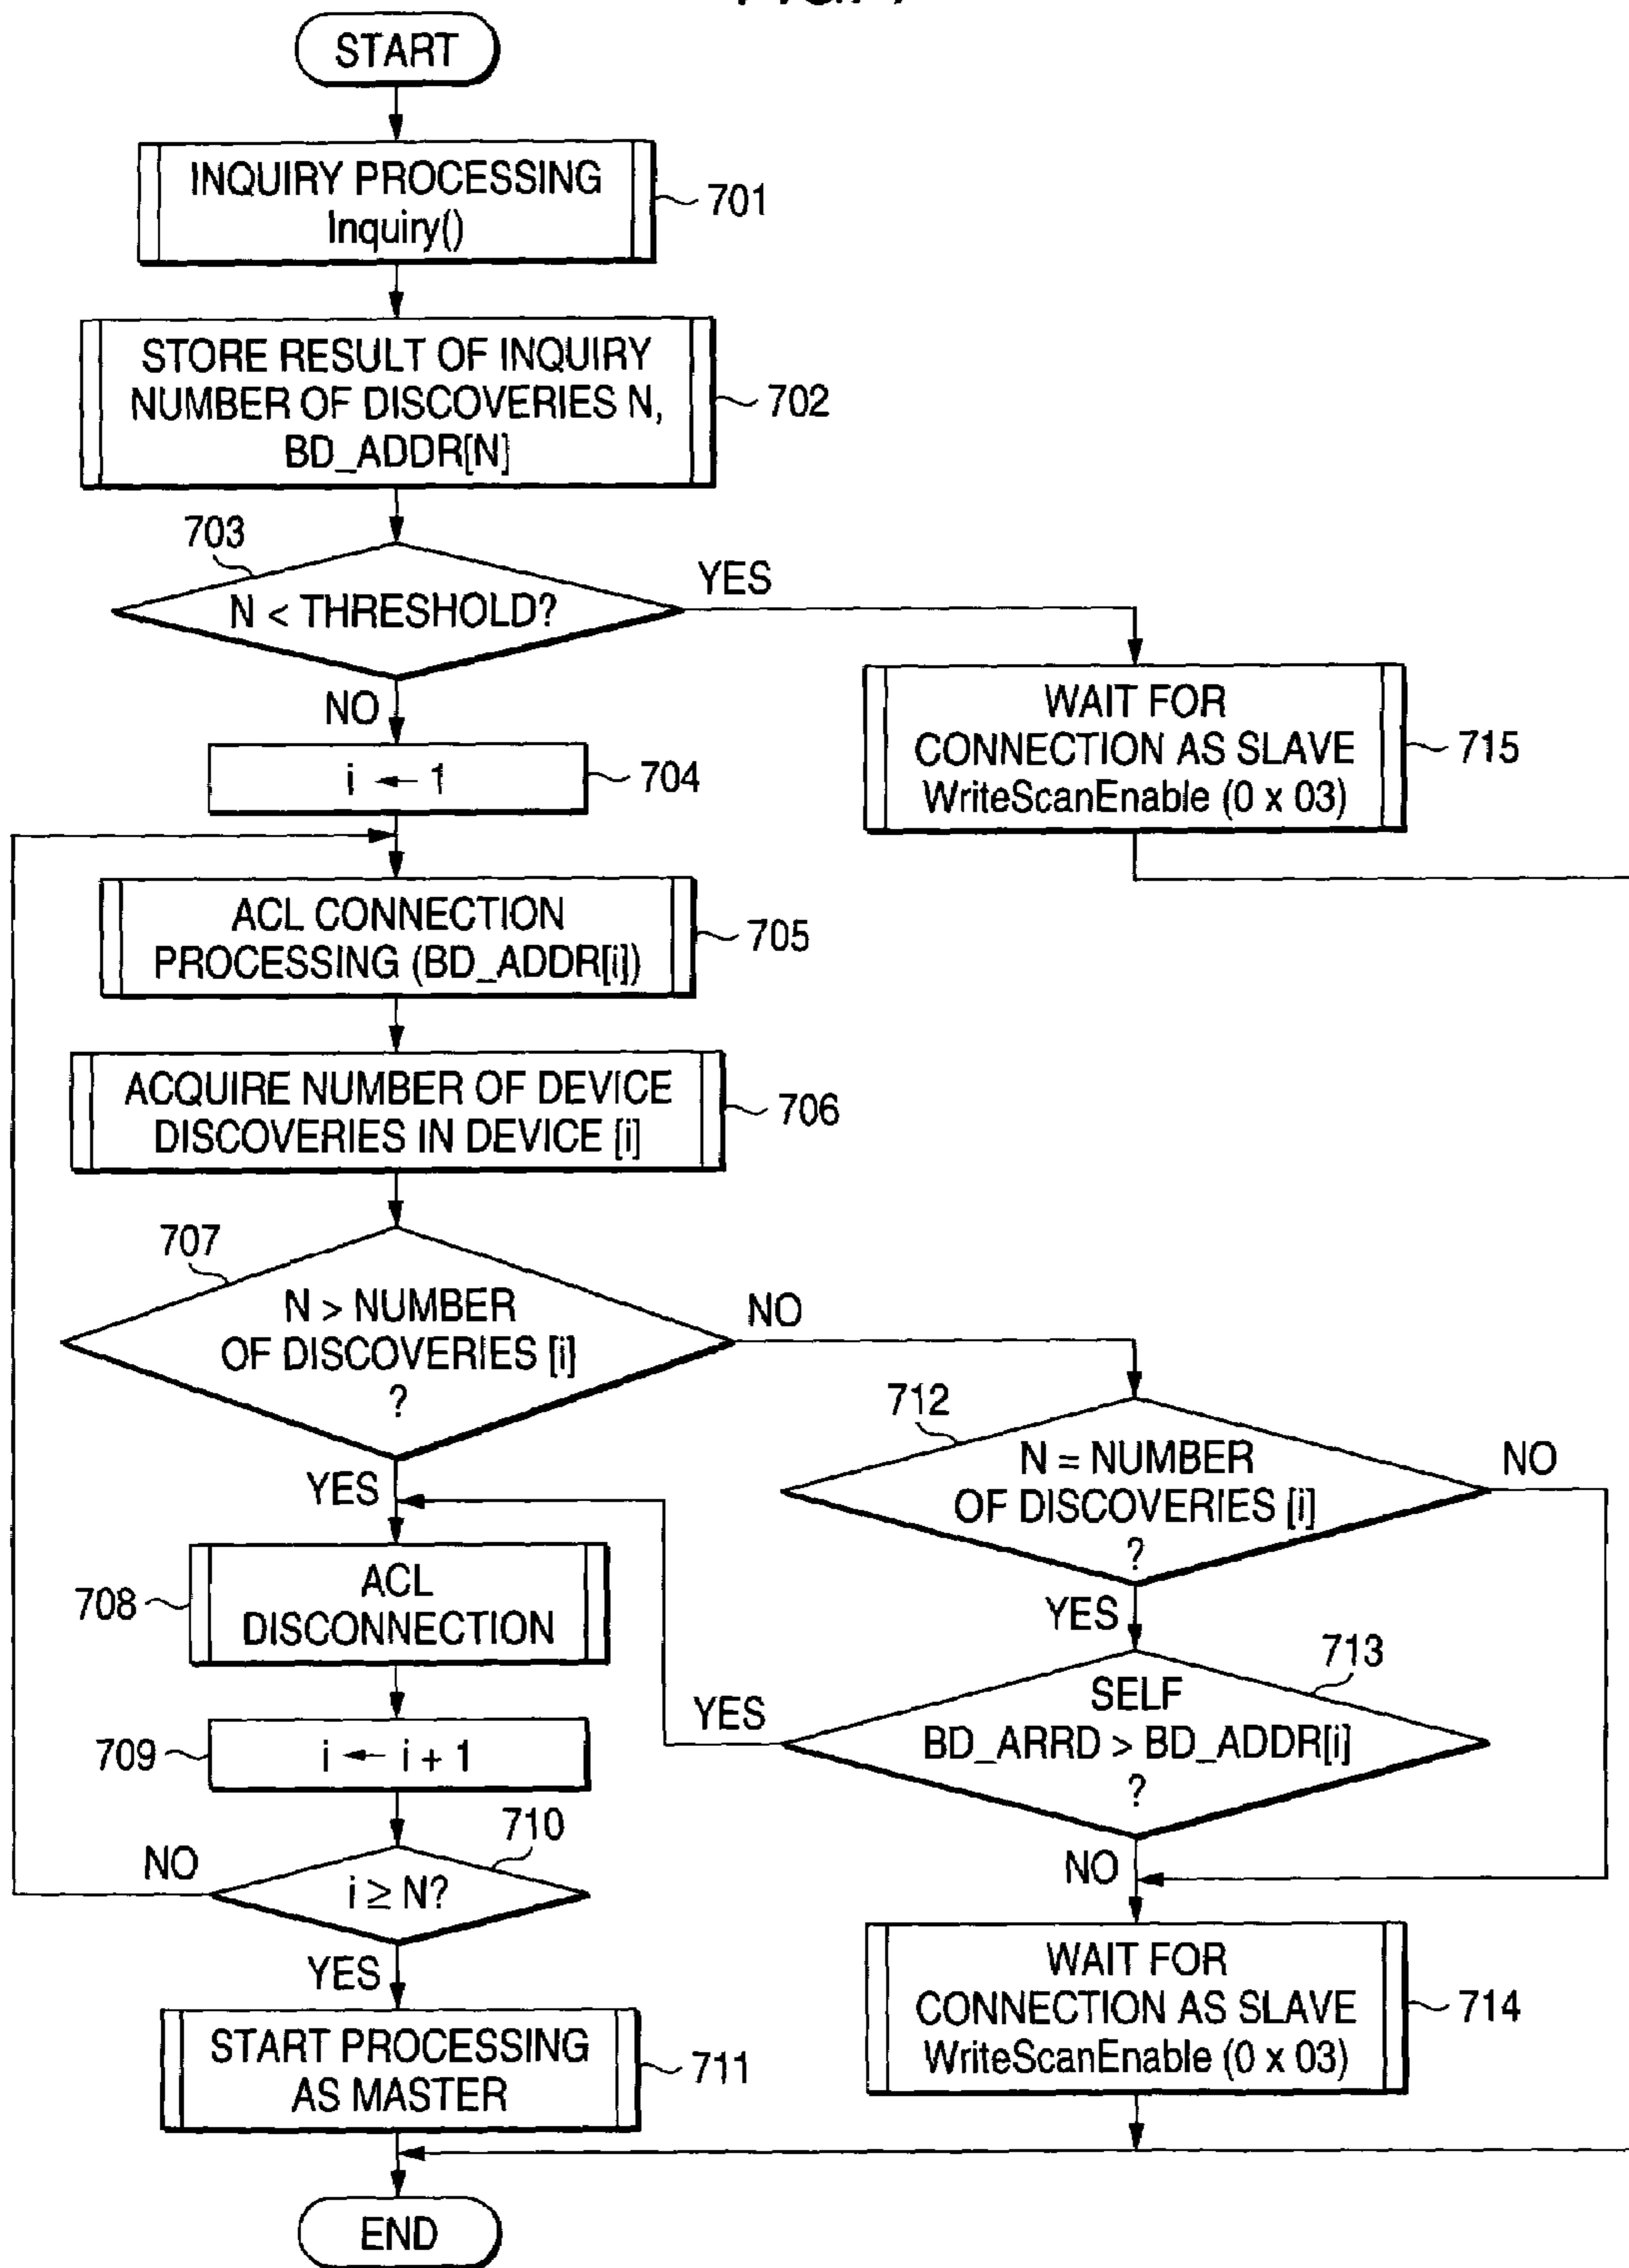 START
INQUIRY PROCESSING
Inquiry()
701
STORE RESULT OF INQUIRY
NUMBER OF DISCOVERIES N,
BD_ADDR[N]
702
703
N < THRESHOLD?
YES
NO
WAIT FOR
CONNECTION AS SLAVE
WriteScanEnable (0 x 03)
715
i ← 1
704
ACL CONNECTION
PROCESSING (BD_ADDR[i])
705
ACQUIRE NUMBER OF DEVICE
DISCOVERIES IN DEVICE [i]
706
707
N > NUMBER
OF DISCOVERIES [i]
?
NO
YES
712
N = NUMBER
OF DISCOVERIES [i]
?
NO
YES
708
ACL
DISCONNECTION
713
SELF
BD_ARRD > BD_ADDR[i]
?
YES
NO
709
i ← i + 1
710
i ≥ N?
NO
YES
WAIT FOR
CONNECTION AS SLAVE
WriteScanEnable (0 x 03)
714
START PROCESSING
AS MASTER
711
END